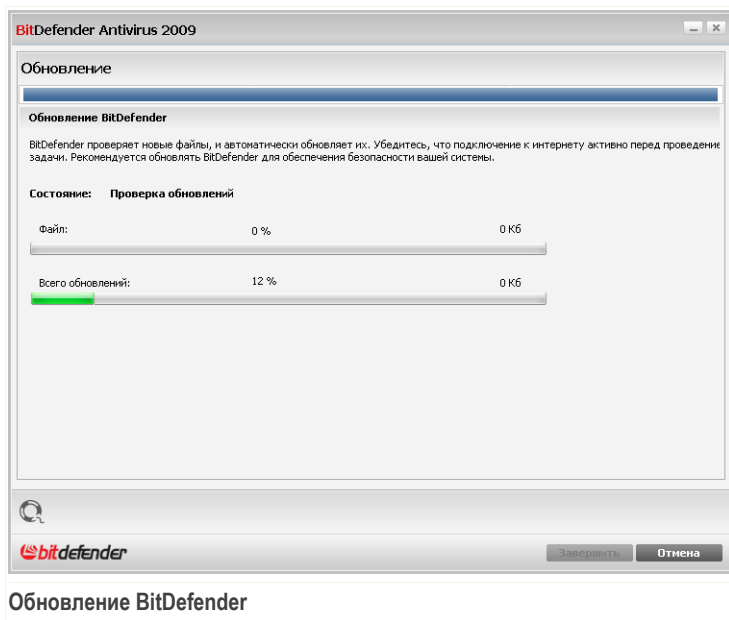 BitDefender Antivirus 2009
Обновление
Обновление BitDefender
BitDefender проверяет новые файлы, и автоматически обновляет их. Убедитесь, что подключение к интернету активно перед проведение
задачи. Рекомендуется обновлять BitDefender для обеспечения безопасности вашей системы.
Состояние: Проверка обновлений
Файл: 0 % 0 Кб
Всего обновлений: 12 % 0 Кб
bitdefender
Завершить Отмена
Обновление BitDefender